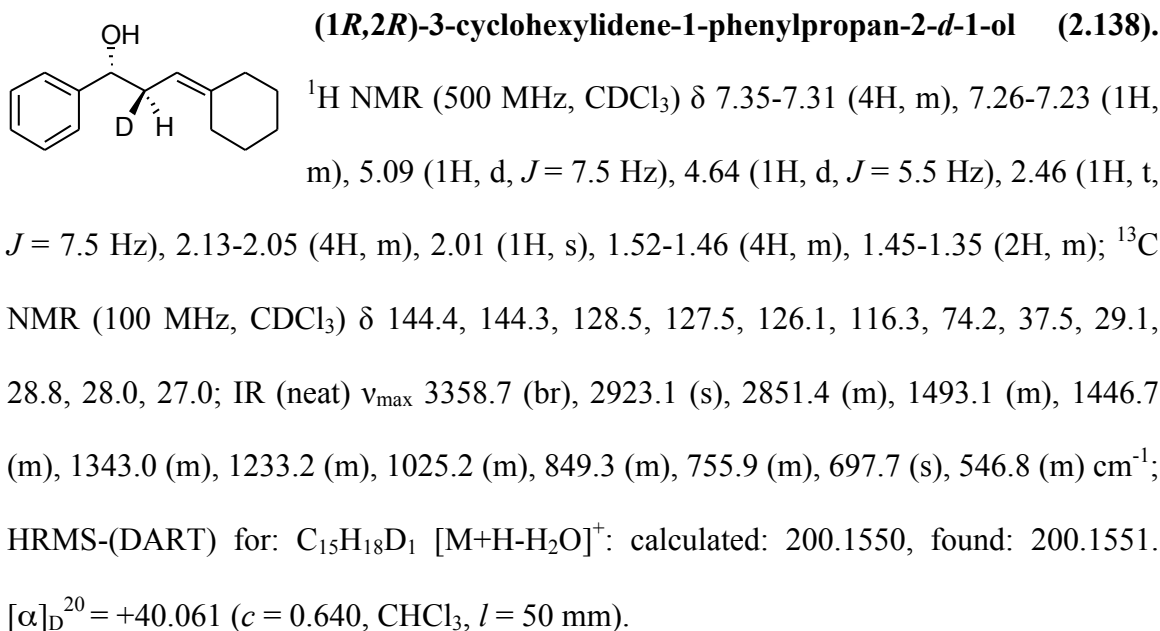 (1R,2R)-3-cyclohexylidene-1-phenylpropan-2-d-1-ol (2.138).
OH
D H
¹H NMR (500 MHz, CDCl₃) δ 7.35-7.31 (4H, m), 7.26-7.23 (1H,
m), 5.09 (1H, d, J = 7.5 Hz), 4.64 (1H, d, J = 5.5 Hz), 2.46 (1H, t,
J = 7.5 Hz), 2.13-2.05 (4H, m), 2.01 (1H, s), 1.52-1.46 (4H, m), 1.45-1.35 (2H, m); ¹³C
NMR (100 MHz, CDCl₃) δ 144.4, 144.3, 128.5, 127.5, 126.1, 116.3, 74.2, 37.5, 29.1,
28.8, 28.0, 27.0; IR (neat) νmax 3358.7 (br), 2923.1 (s), 2851.4 (m), 1493.1 (m), 1446.7
(m), 1343.0 (m), 1233.2 (m), 1025.2 (m), 849.3 (m), 755.9 (m), 697.7 (s), 546.8 (m) cm⁻¹;
HRMS-(DART) for: C₁₅H₁₈D₁ [M+H-H₂O]⁺: calculated: 200.1550, found: 200.1551.
[α]D²⁰ = +40.061 (c = 0.640, CHCl₃, l = 50 mm).